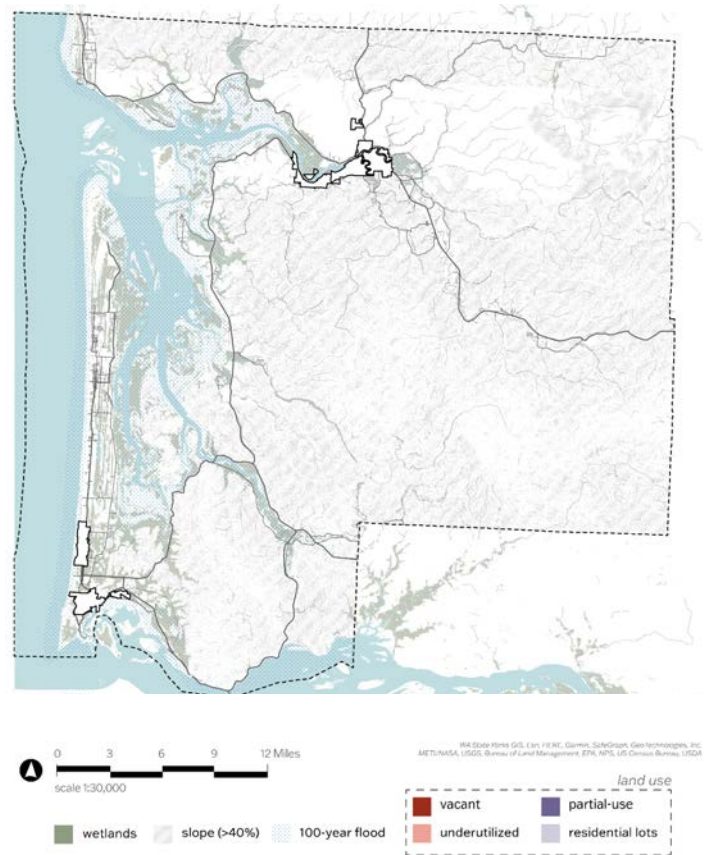 0 3 6 9 12 Miles
scale 1:30,000
WA State Parks GIS, Esri, HERE, Garmin, SafeGraph, GeoTechnologies, Inc,
METI/NASA, USGS, Bureau of Land Management, EPA, NPS, US Census Bureau, USDA
land use
vacant partial-use
wetlands slope (>40%) 100-year flood underutilized residential lots